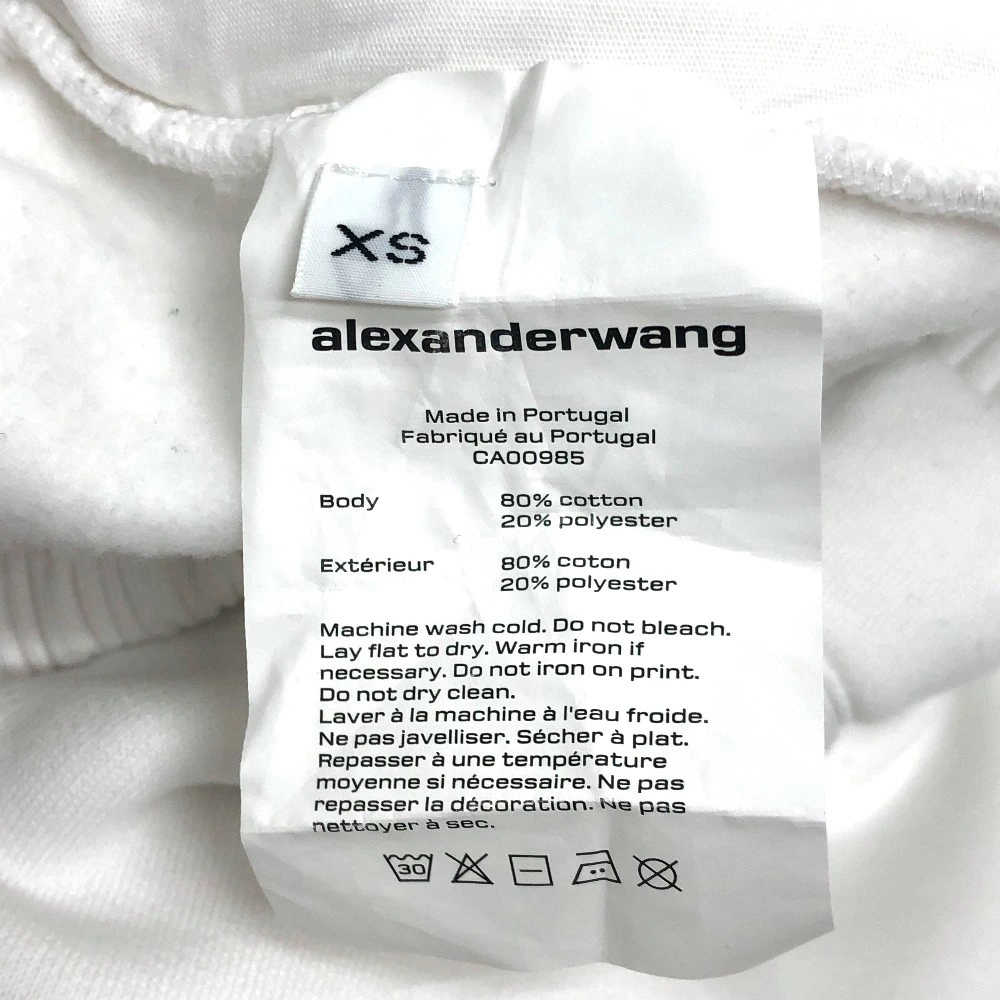 XS
alexanderwang
Made in Portugal
Fabriqué au Portugal
CA00985
Body 80% cotton
20% polyester
Extérieur 80% coton
20% polyester
Machine wash cold. Do not bleach.
Lay flat to dry. Warm iron if
necessary. Do not iron on print.
Do not dry clean.
Laver à la machine à l'eau froide.
Ne pas javelliser. Sécher à plat.
Repasser à une température
moyenne si nécessaire. Ne pas
repasser la décoration. Ne pas
nettoyer à sec.
30